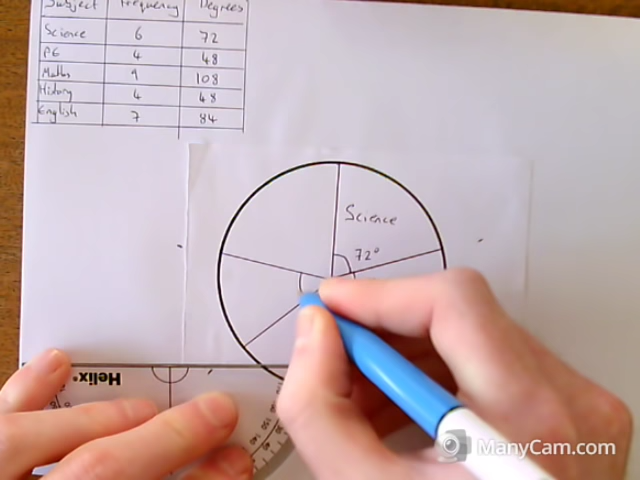 Subject Frequency Degrees
Science 6 72
PE 4 48
Maths 9 108
History 4 48
English 7 84
Science
72°
Helix
ManyCam.com